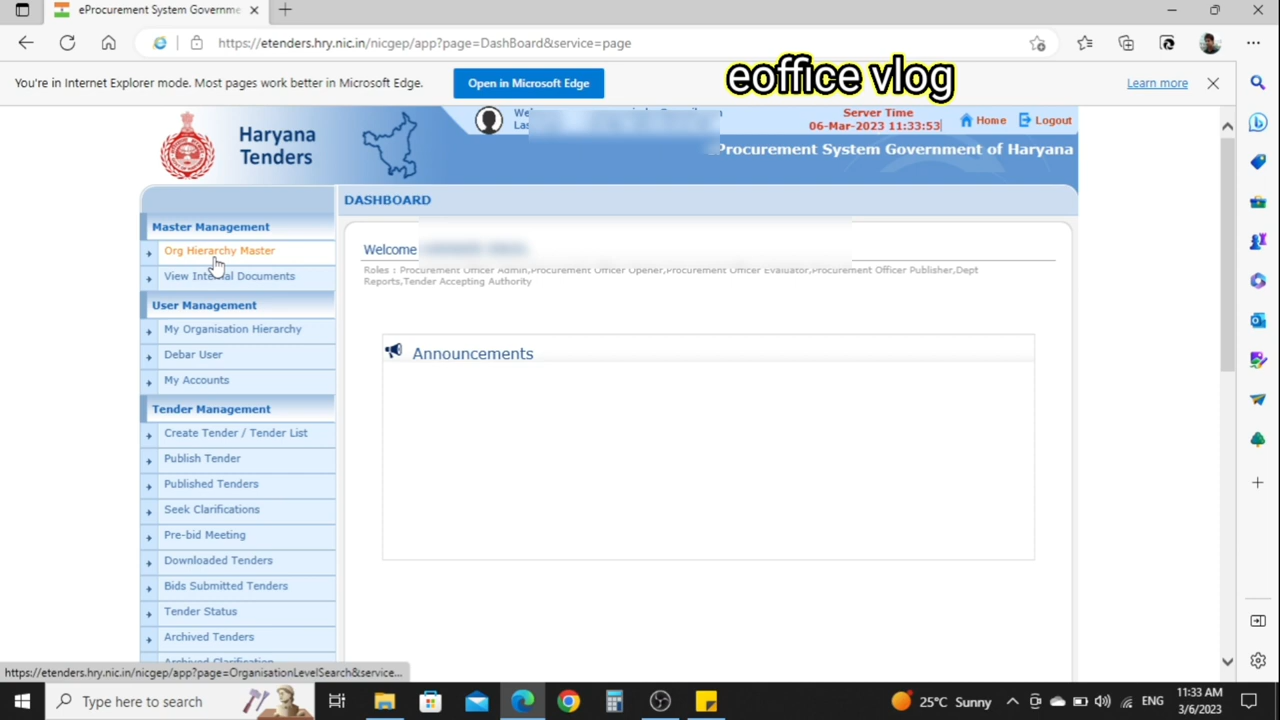 eProcurement System Governme
https://etenders.hry.nic.in/nicgep/app?page=DashBoard&service=page
You're in Internet Explorer mode. Most pages work better in Microsoft Edge.
Open in Microsoft Edge
eoffice vlog
Learn more
Haryana
Tenders
Server Time
06-Mar-2023 11:33:53
Home
Logout
Procurement System Government of Haryana
DASHBOARD
Master Management
Org Hierarchy Master
View Internal Documents
User Management
My Organisation Hierarchy
Debar User
My Accounts
Tender Management
Create Tender / Tender List
Publish Tender
Published Tenders
Seek Clarifications
Pre-bid Meeting
Downloaded Tenders
Bids Submitted Tenders
Tender Status
Archived Tenders
Archived Clarification
Welcome
Roles : Procurement Officer Admin,Procurement Officer Opener,Procurement Officer Evaluator,Procurement Officer Publisher,Dept
Reports,Tender Accepting Authority
Announcements
https://etenders.hry.nic.in/nicgep/app?page=OrganisationLevelSearch&service...
Type here to search
25°C Sunny
ENG
11:33 AM
3/6/2023